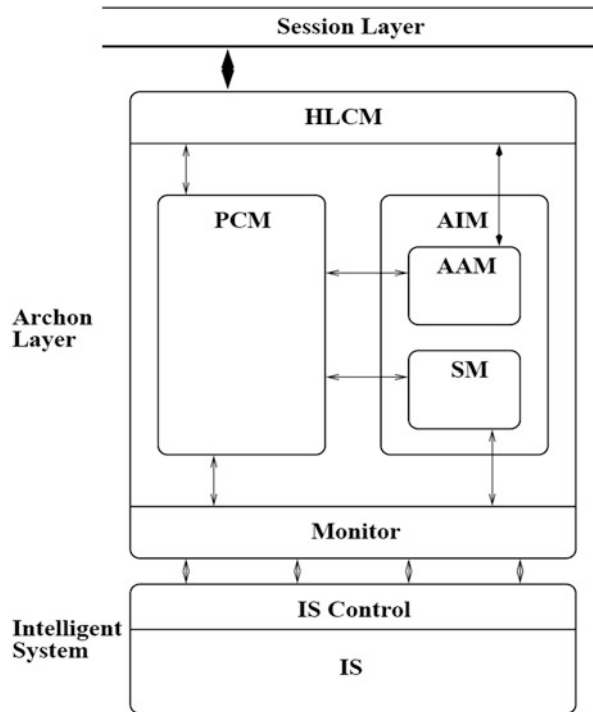 Session Layer
HLCM
PCM
AIM
AAM
Archon
Layer
SM
Monitor
IS Control
Intelligent
System
IS